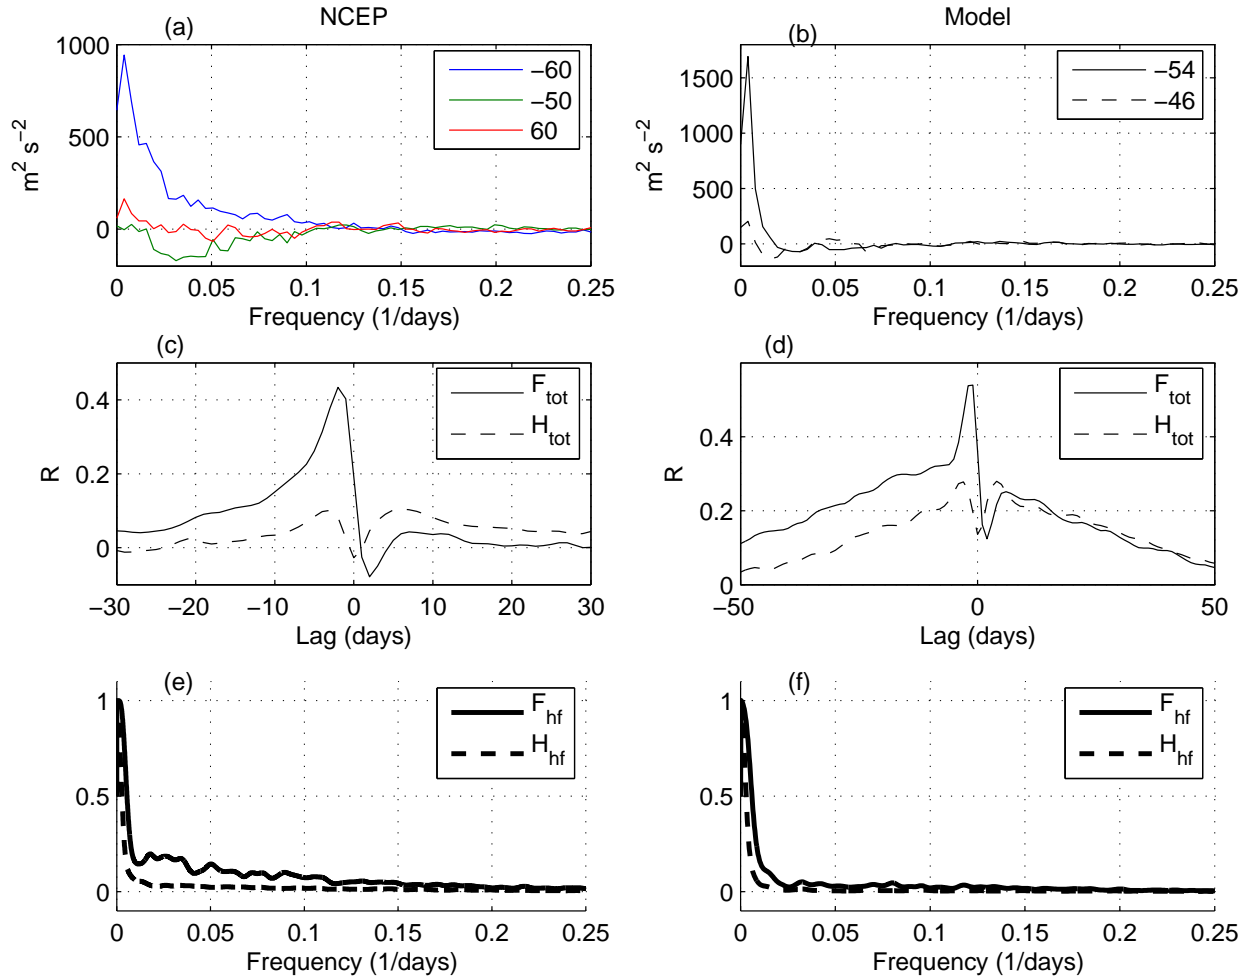 NCEP
Model
(a)
(b)
1000
500
0
m² s⁻²
−60
−50
60
0 0.05 0.1 0.15 0.2 0.25
Frequency (1/days)
1500
1000
500
0
m² s⁻²
−54
−46
0 0.05 0.1 0.15 0.2 0.25
Frequency (1/days)
(c)
(d)
0.4
0.2
0
R
F_tot
H_tot
−30 −20 −10 0 10 20 30
Lag (days)
0.4
0.2
0
R
F_tot
H_tot
−50 0 50
Lag (days)
(e)
(f)
1
0.5
0
F_hf
H_hf
0 0.05 0.1 0.15 0.2 0.25
Frequency (1/days)
1
0.5
0
F_hf
H_hf
0 0.05 0.1 0.15 0.2 0.25
Frequency (1/days)